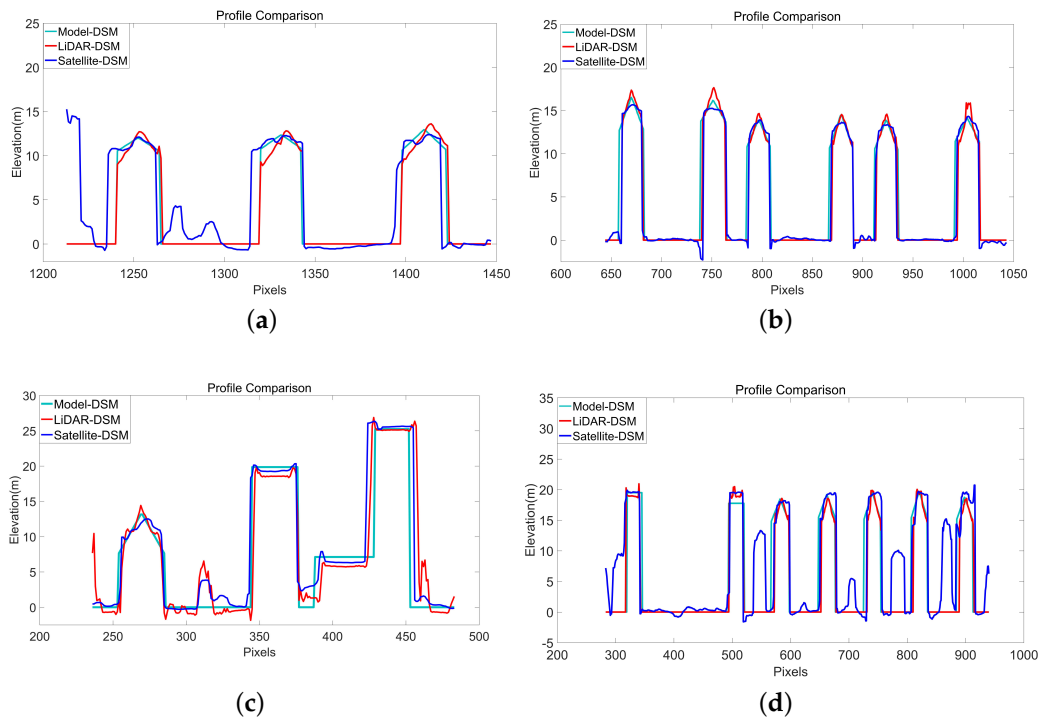 Profile Comparison
25
20
15
10
5
0
Elevation(m)
Model-DSM
LiDAR-DSM
Satellite-DSM
1200 1250 1300 1350 1400 1450
Pixels
(a)
Profile Comparison
25
20
15
10
5
0
Elevation(m)
Model-DSM
LiDAR-DSM
Satellite-DSM
600 650 700 750 800 850 900 950 1000 1050
Pixels
(b)
Profile Comparison
30
25
20
15
10
5
0
Elevation(m)
Model-DSM
LiDAR-DSM
Satellite-DSM
200 250 300 350 400 450 500
Pixels
(c)
Profile Comparison
35
30
25
20
15
10
5
0
-5
Elevation(m)
Model-DSM
LiDAR-DSM
Satellite-DSM
200 300 400 500 600 700 800 900 1000
Pixels
(d)